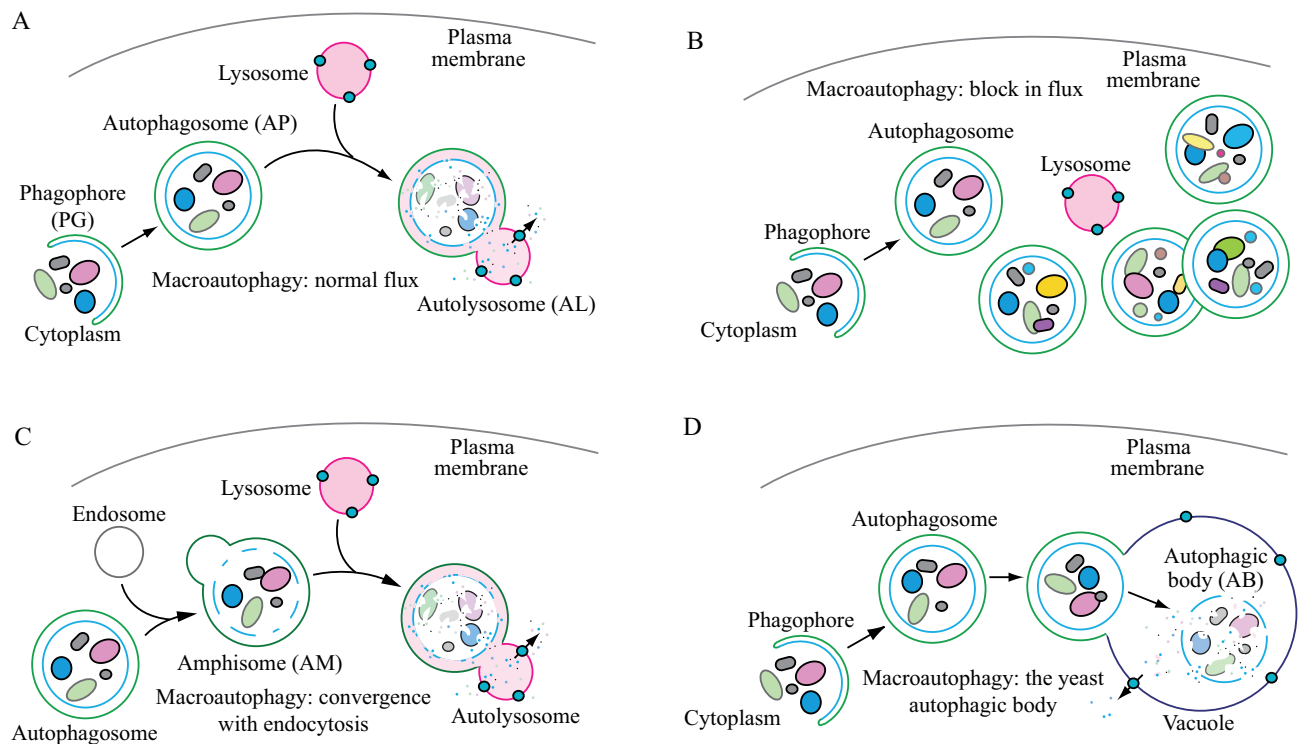 A
Plasma
membrane
Lysosome
Autophagosome (AP)
Phagophore
(PG)
Macroautophagy: normal flux
Autolysosome (AL)
Cytoplasm
B
Plasma
membrane
Macroautophagy: block in flux
Autophagosome
Lysosome
Phagophore
Cytoplasm
C
Plasma
membrane
Lysosome
Endosome
Amphisome (AM)
Macroautophagy: convergence
with endocytosis
Autolysosome
Autophagosome
D
Plasma
membrane
Autophagosome
Autophagic
body (AB)
Phagophore
Macroautophagy: the yeast
autophagic body
Cytoplasm
Vacuole